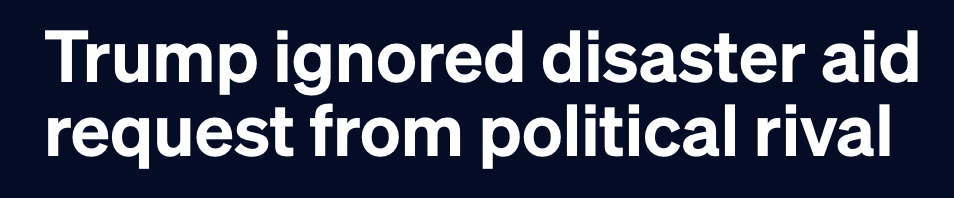 Trump ignored disaster aid
request from political rival